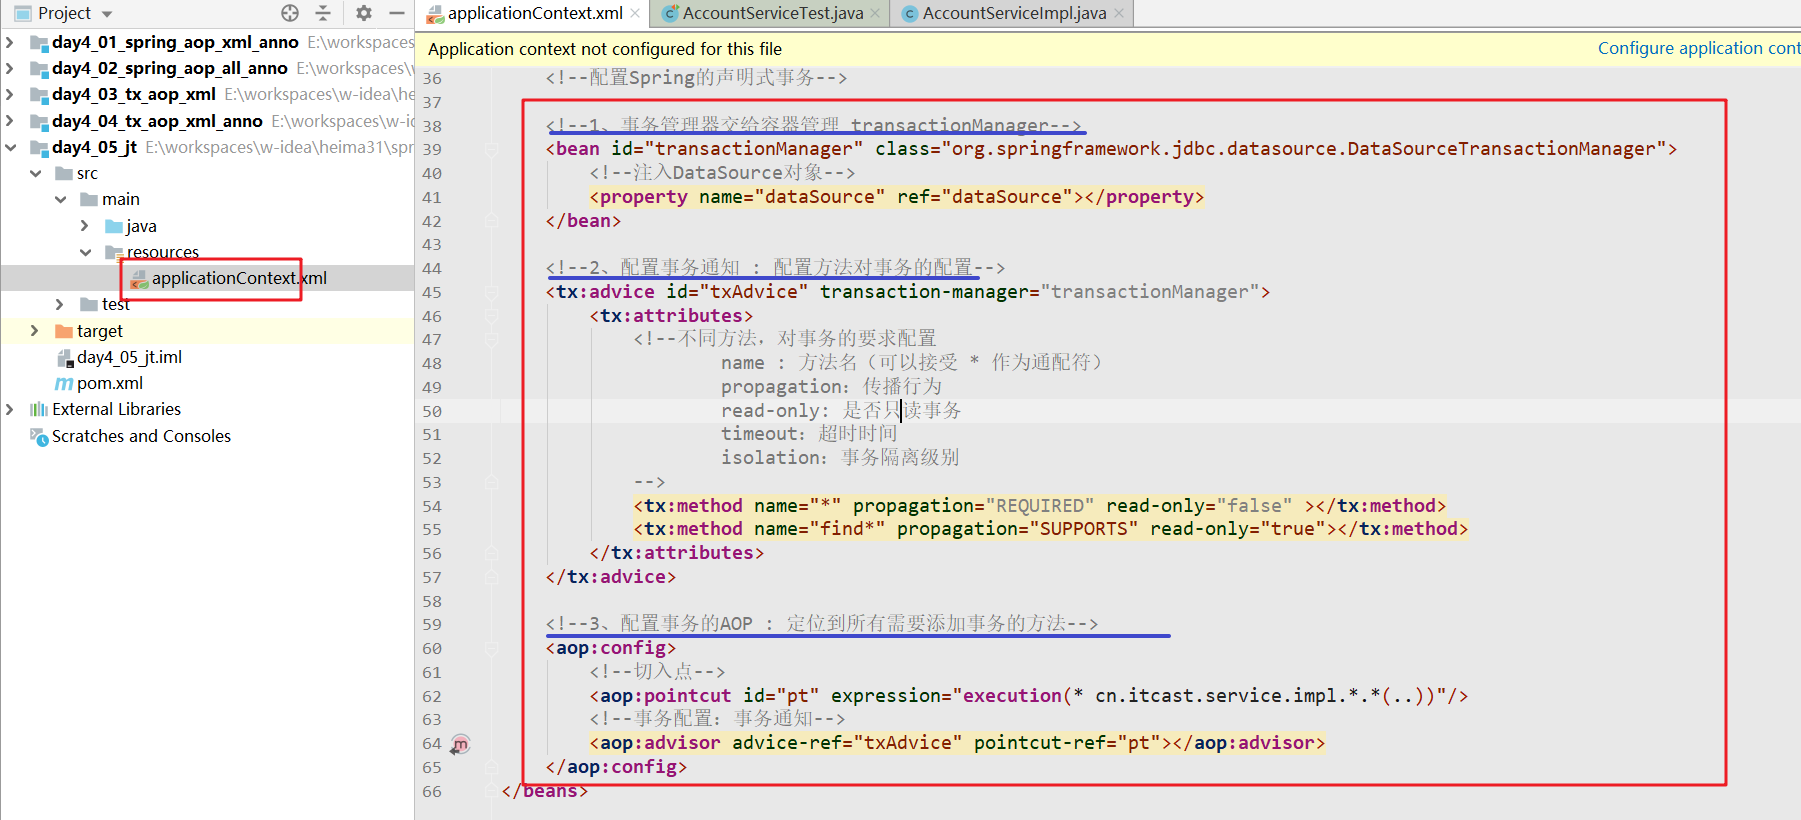 Project
applicationContext.xml
AccountServiceTest.java
AccountServiceImpl.java
day4_01_spring_aop_xml_anno E:\workspaces
day4_02_spring_aop_all_anno E:\workspaces\
day4_03_tx_aop_xml E:\workspaces\w-idea\he
day4_04_tx_aop_xml_anno E:\workspaces\w-i
day4_05_jt E:\workspaces\w-idea\heima31\spr
src
main
java
resources
applicationContext.xml
test
target
day4_05_jt.iml
pom.xml
External Libraries
Scratches and Consoles
Application context not configured for this file
Configure application cont
36 <!--配置Spring的声明式事务-->
37
38 <!--1、事务管理器交给容器管理 transactionManager-->
39 <bean id="transactionManager" class="org.springframework.jdbc.datasource.DataSourceTransactionManager">
40 <!--注入DataSource对象-->
41 <property name="dataSource" ref="dataSource"></property>
42 </bean>
43
44 <!--2、配置事务通知 : 配置方法对事务的配置-->
45 <tx:advice id="txAdvice" transaction-manager="transactionManager">
46 <tx:attributes>
47 <!--不同方法，对事务的要求配置
48 name : 方法名（可以接受 * 作为通配符）
49 propagation：传播行为
50 read-only: 是否只读事务
51 timeout：超时时间
52 isolation：事务隔离级别
53 -->
54 <tx:method name="*" propagation="REQUIRED" read-only="false" ></tx:method>
55 <tx:method name="find*" propagation="SUPPORTS" read-only="true"></tx:method>
56 </tx:attributes>
57 </tx:advice>
58
59 <!--3、配置事务的AOP : 定位到所有需要添加事务的方法-->
60 <aop:config>
61 <!--切入点-->
62 <aop:pointcut id="pt" expression="execution(* cn.itcast.service.impl.*.*(..))"/>
63 <!--事务配置：事务通知-->
64 <aop:advisor advice-ref="txAdvice" pointcut-ref="pt"></aop:advisor>
65 </aop:config>
66 </beans>